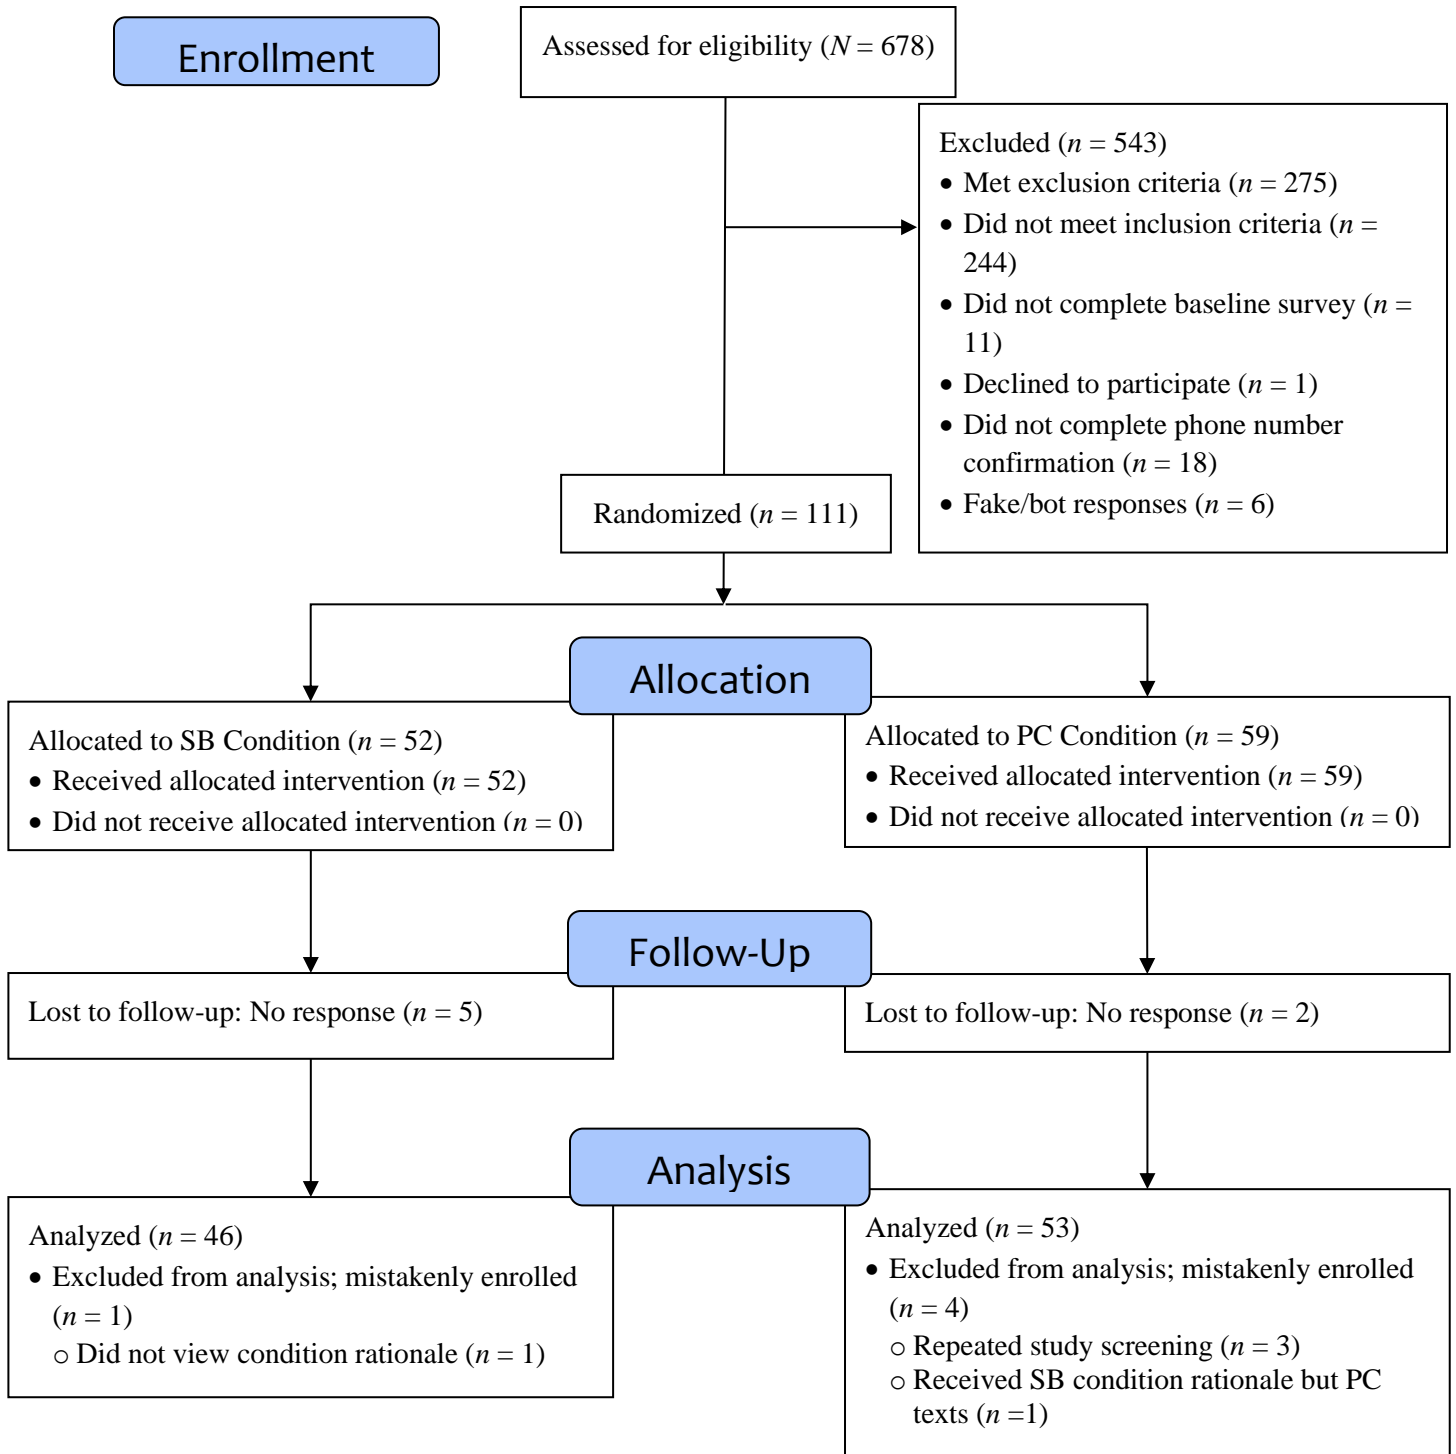 Enrollment
Assessed for eligibility (N = 678)
Excluded (n = 543)
• Met exclusion criteria (n = 275)
• Did not meet inclusion criteria (n =
244)
• Did not complete baseline survey (n =
11)
• Declined to participate (n = 1)
• Did not complete phone number
confirmation (n = 18)
• Fake/bot responses (n = 6)
Randomized (n = 111)
Allocation
Allocated to SB Condition (n = 52)
• Received allocated intervention (n = 52)
• Did not receive allocated intervention (n = 0)
Allocated to PC Condition (n = 59)
• Received allocated intervention (n = 59)
• Did not receive allocated intervention (n = 0)
Follow-Up
Lost to follow-up: No response (n = 5)
Lost to follow-up: No response (n = 2)
Analysis
Analyzed (n = 46)
• Excluded from analysis; mistakenly enrolled
(n = 1)
o Did not view condition rationale (n = 1)
Analyzed (n = 53)
• Excluded from analysis; mistakenly enrolled
(n = 4)
o Repeated study screening (n = 3)
o Received SB condition rationale but PC
texts (n =1)